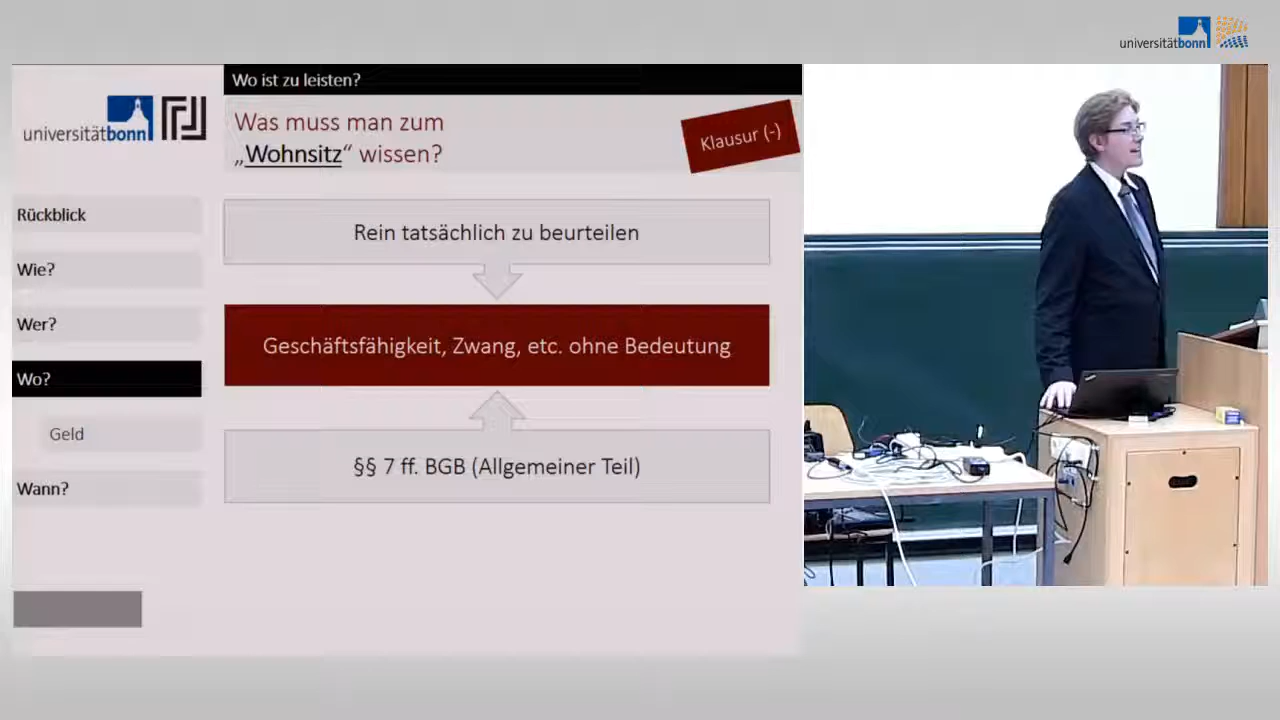 universitätbonn
Wo ist zu leisten?
universitätbonn
Was muss man zum
„Wohnsitz“ wissen?
Klausur (-)
Rückblick
Wie?
Wer?
Wo?
Geld
Wann?
Rein tatsächlich zu beurteilen
Geschäftsfähigkeit, Zwang, etc. ohne Bedeutung
§§ 7 ff. BGB (Allgemeiner Teil)